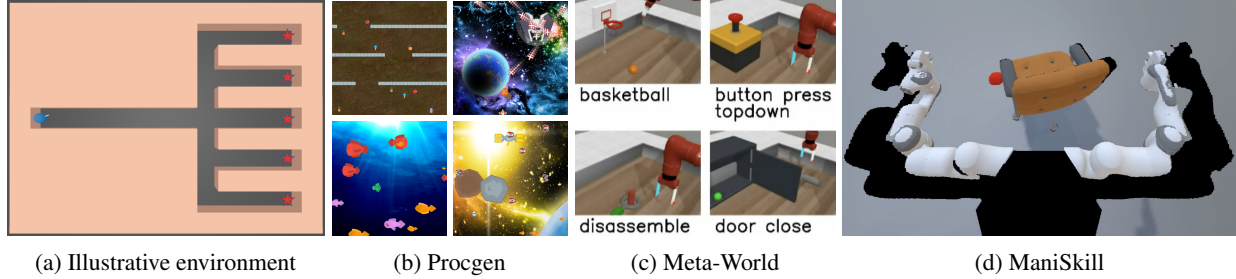 basketball
button press
topdown
disassemble
door close
(a) Illustrative environment
(b) Procgen
(c) Meta-World
(d) ManiSkill